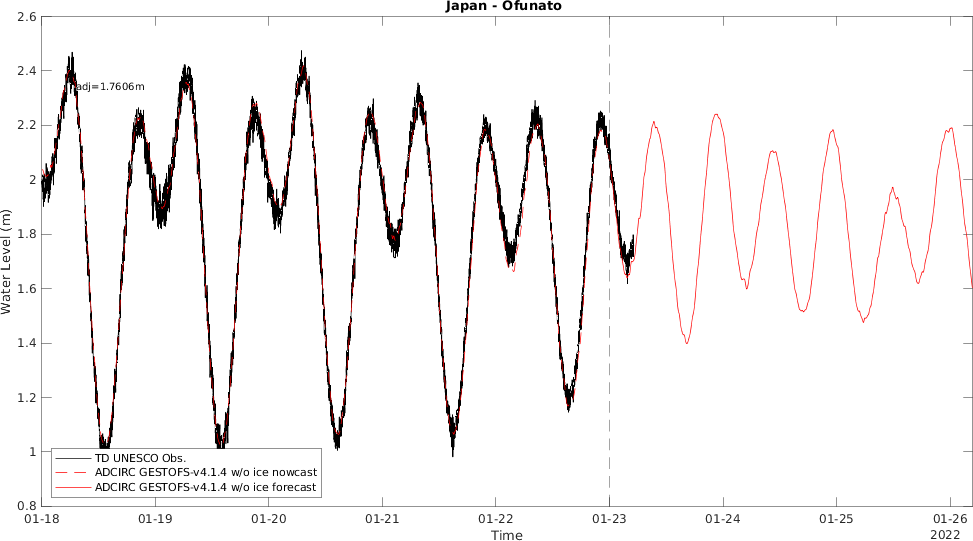 Japan - Ofunato
2.6
2.4
adj=1.7606m
2.2
2
1.8
Water Level (m)
1.6
1.4
1.2
1
0.8
TD UNESCO Obs.
ADCIRC GESTOFS-v4.1.4 w/o ice nowcast
ADCIRC GESTOFS-v4.1.4 w/o ice forecast
01-18 01-19 01-20 01-21 01-22 01-23 01-24 01-25 01-26
Time 2022